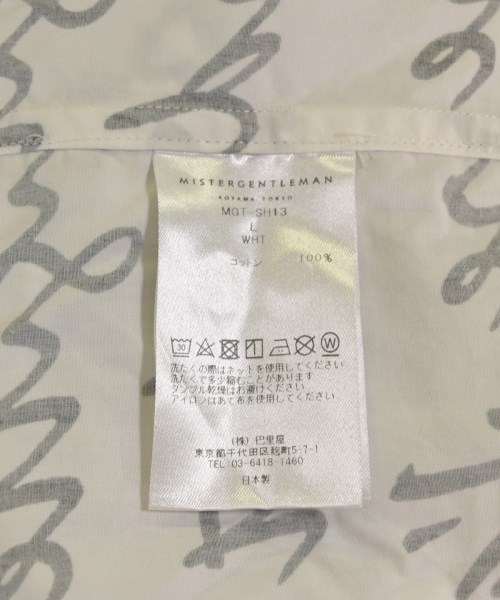 MISTERGENTLEMAN
AOYAMA TOKYO
MGT-SH13
L
WHT
コットン 100%
30
W
洗たくの際はネットを使用してください
洗たくで多少縮むことがあります
タンブル乾燥はお避けください
アイロンはあて布を使用してください
(株) 巴里屋
東京都千代田区麹町5-7-1
TEL:03-6418-1460
日本製